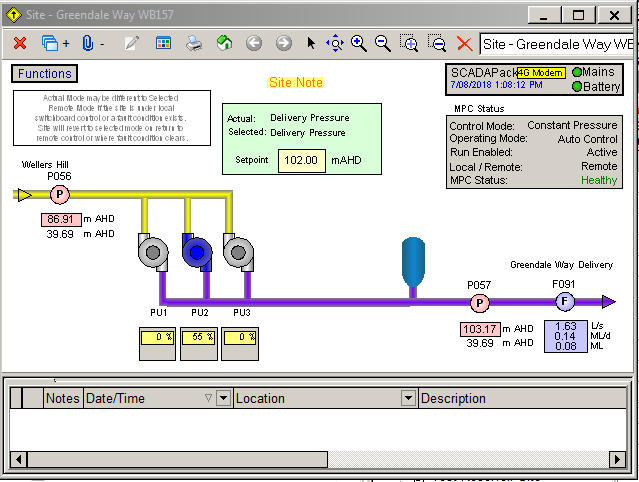 Site - Greendale Way WB157
Site - Greendale Way WB
Functions
Site Note
SCADAPack 4G Modem Mains
7/08/2018 1:08:12 PM Battery
Actual Mode may be different to Selected
Remote Mode if the site is under local
switchboard control or a fault condition exists.
Site will revert to selected mode on return to
remote control or where fault condition clears.
Actual: Delivery Pressure
Selected: Delivery Pressure
Setpoint 102.00 mAHD
MPC Status
Control Mode: Constant Pressure
Operating Mode: Auto Control
Run Enabled: Active
Local / Remote: Remote
MPC Status: Healthy
Wellers Hill
P056
P
86.91 m AHD
39.69 m AHD
Greendale Way Delivery
P057
F091
P
F
PU1
PU2
PU3
103.17 m AHD
39.69 m AHD
1.63 L/s
0.14 ML/d
0.08 ML
0 %
55 %
0 %
Notes Date/Time Location Description